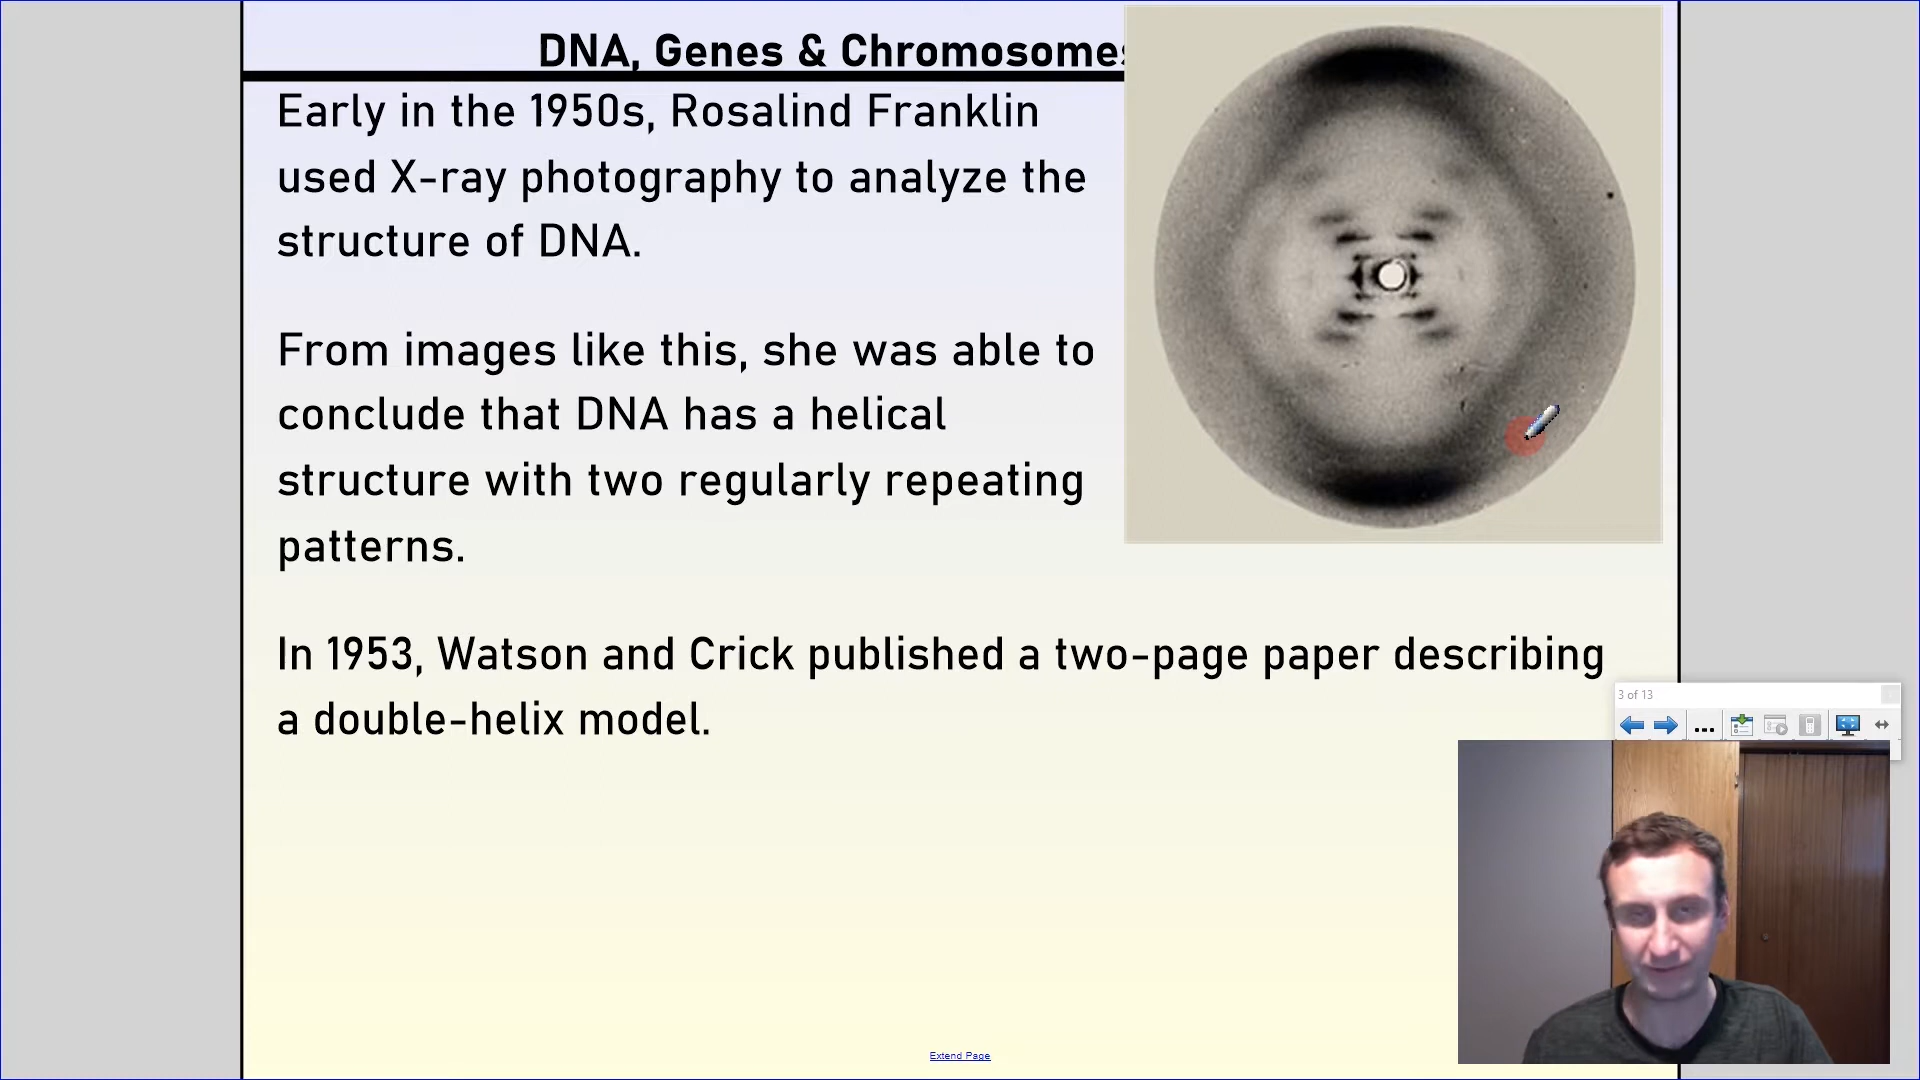 DNA, Genes & Chromosomes
Early in the 1950s, Rosalind Franklin
used X-ray photography to analyze the
structure of DNA.
From images like this, she was able to
conclude that DNA has a helical
structure with two regularly repeating
patterns.
In 1953, Watson and Crick published a two-page paper describing
a double-helix model.
3 of 13
Extend Page